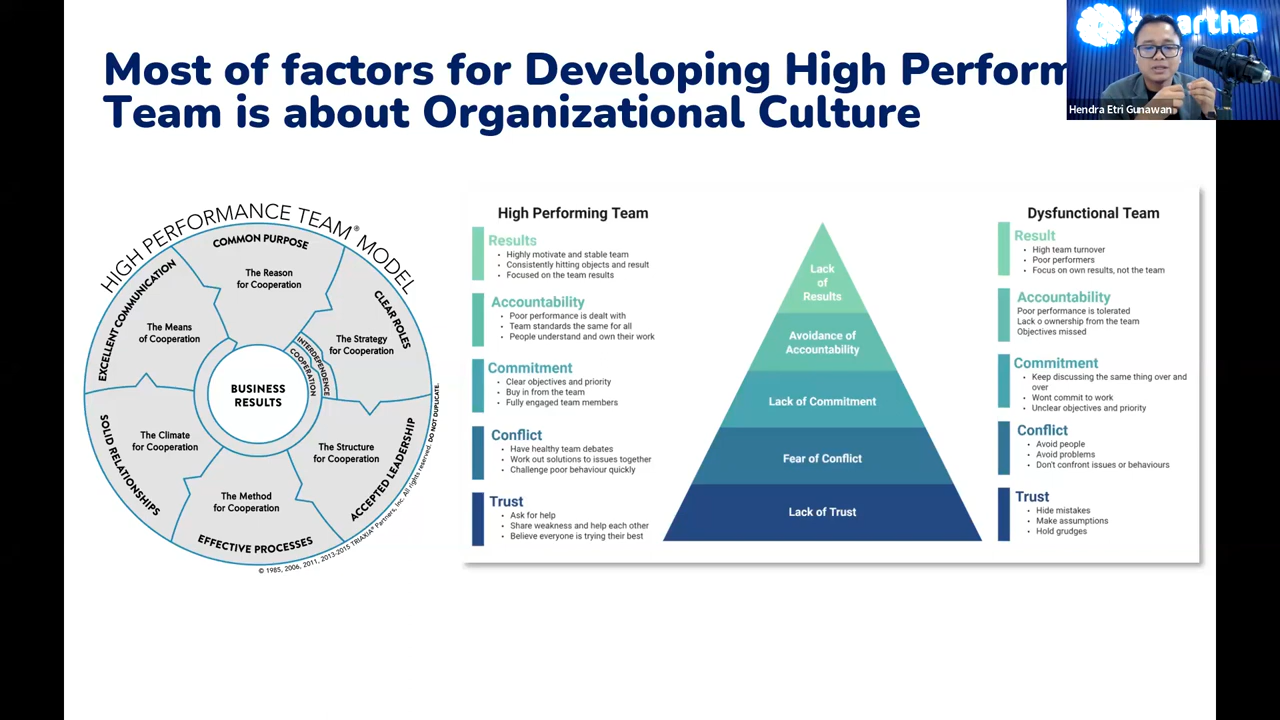 Most of factors for Developing High Perform
Team is about Organizational Culture
artha
Hendra Etri Gunawan
HIGH PERFORMANCE TEAM® MODEL
COMMON PURPOSE
The Reason
for Cooperation
CLEAR ROLES
The Strategy
for Cooperation
INTERDEPENDENCE
COOPERATION
ACCEPTED LEADERSHIP
The Structure
for Cooperation
EFFECTIVE PROCESSES
The Method
for Cooperation
SOLID RELATIONSHIPS
The Climate
for Cooperation
EXCELLENT COMMUNICATION
The Means
of Cooperation
BUSINESS
RESULTS
© 1985, 2006, 2011, 2013-2015 TRIAXIA® Partners, Inc. All rights reserved. DO NOT DUPLICATE.
High Performing Team
Results
• Highly motivate and stable team
• Consistently hitting objects and result
• Focused on the team results
Accountability
• Poor performance is dealt with
• Team standards the same for all
• People understand and own their work
Commitment
• Clear objectives and priority
• Buy in from the team
• Fully engaged team members
Conflict
• Have healthy team debates
• Work out solutions to issues together
• Challenge poor behaviour quickly
Trust
• Ask for help
• Share weakness and help each other
• Believe everyone is trying their best
Lack
of
Results
Avoidance of
Accountability
Lack of Commitment
Fear of Conflict
Lack of Trust
Dysfunctional Team
Result
• High team turnover
• Poor performers
• Focus on own results, not the team
Accountability
Poor performance is tolerated
Lack o ownership from the team
Objectives missed
Commitment
• Keep discussing the same thing over and
over
• Wont commit to work
• Unclear objectives and priority
Conflict
• Avoid people
• Avoid problems
• Don't confront issues or behaviours
Trust
• Hide mistakes
• Make assumptions
• Hold grudges